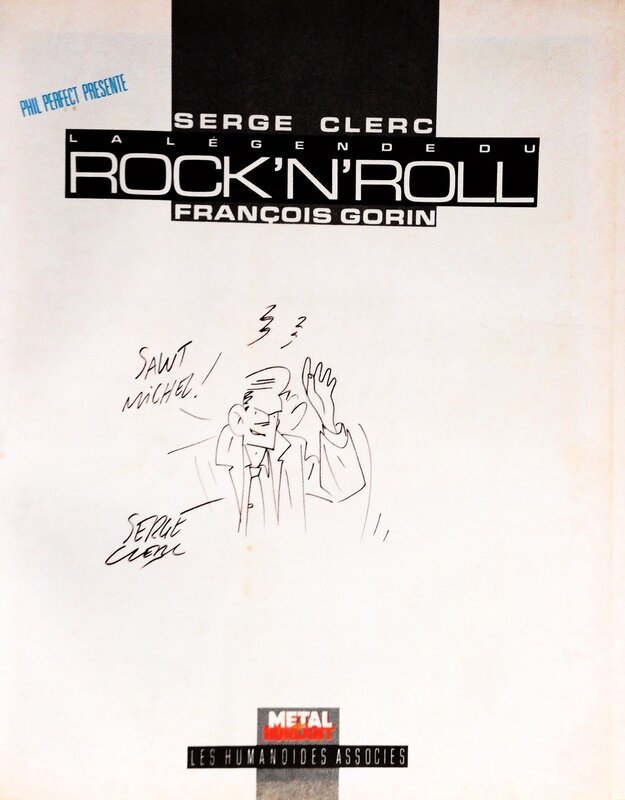 PHIL PERFECT PRESENTE
SERGE CLERC
LA LÉGENDE DU
ROCK'N'ROLL
FRANÇOIS GORIN
SALUT
MICHEL!
SERGE
CLERC
METAL
HURLANT
LES HUMANOIDES ASSOCIES